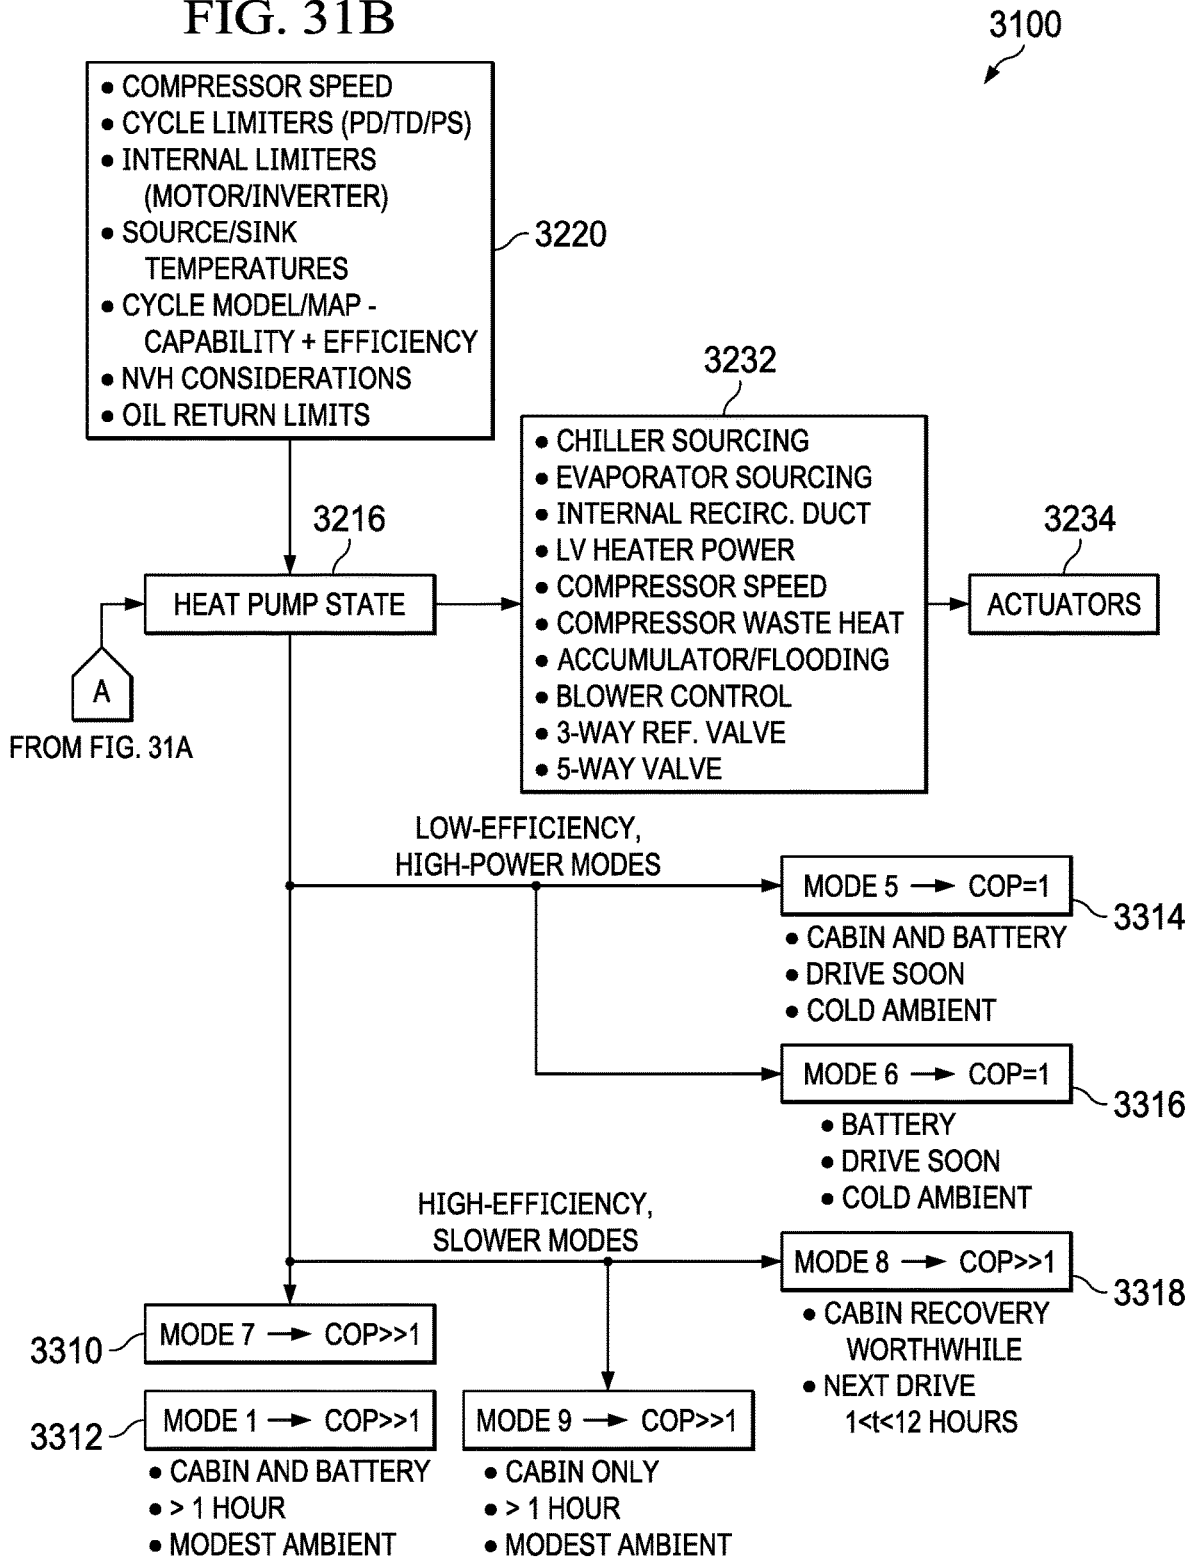 FIG. 31B
3100
• COMPRESSOR SPEED
• CYCLE LIMITERS (PD/TD/PS)
• INTERNAL LIMITERS
(MOTOR/INVERTER)
• SOURCE/SINK
TEMPERATURES
• CYCLE MODEL/MAP -
CAPABILITY + EFFICIENCY
• NVH CONSIDERATIONS
• OIL RETURN LIMITS
3220
3232
• CHILLER SOURCING
• EVAPORATOR SOURCING
• INTERNAL RECIRC. DUCT
• LV HEATER POWER
• COMPRESSOR SPEED
• COMPRESSOR WASTE HEAT
• ACCUMULATOR/FLOODING
• BLOWER CONTROL
• 3-WAY REF. VALVE
• 5-WAY VALVE
3216
HEAT PUMP STATE
3234
ACTUATORS
A
FROM FIG. 31A
LOW-EFFICIENCY,
HIGH-POWER MODES
MODE 5 → COP=1
3314
• CABIN AND BATTERY
• DRIVE SOON
• COLD AMBIENT
MODE 6 → COP=1
3316
• BATTERY
• DRIVE SOON
• COLD AMBIENT
HIGH-EFFICIENCY,
SLOWER MODES
MODE 8 → COP>>1
3318
• CABIN RECOVERY
WORTHWHILE
• NEXT DRIVE
1<t<12 HOURS
3310
MODE 7 → COP>>1
3312
MODE 1 → COP>>1
• CABIN AND BATTERY
• > 1 HOUR
• MODEST AMBIENT
MODE 9 → COP>>1
• CABIN ONLY
• > 1 HOUR
• MODEST AMBIENT